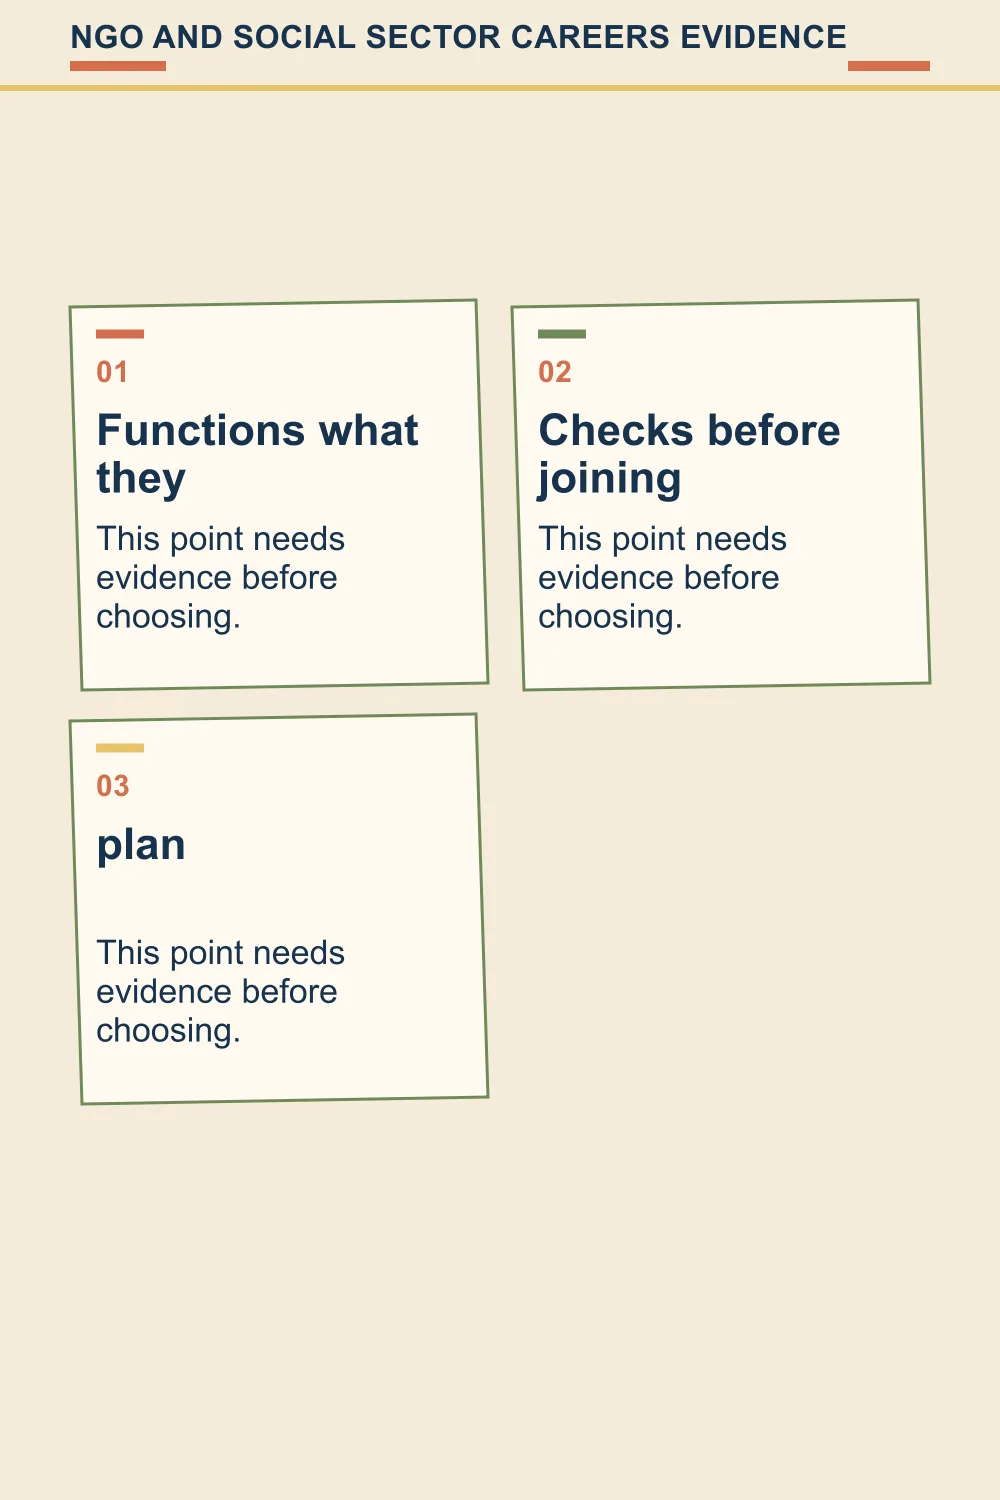 NGO AND SOCIAL SECTOR CAREERS EVIDENCE
01
Functions what
they
This point needs
evidence before
choosing.
02
Checks before
joining
This point needs
evidence before
choosing.
03
plan
This point needs
evidence before
choosing.